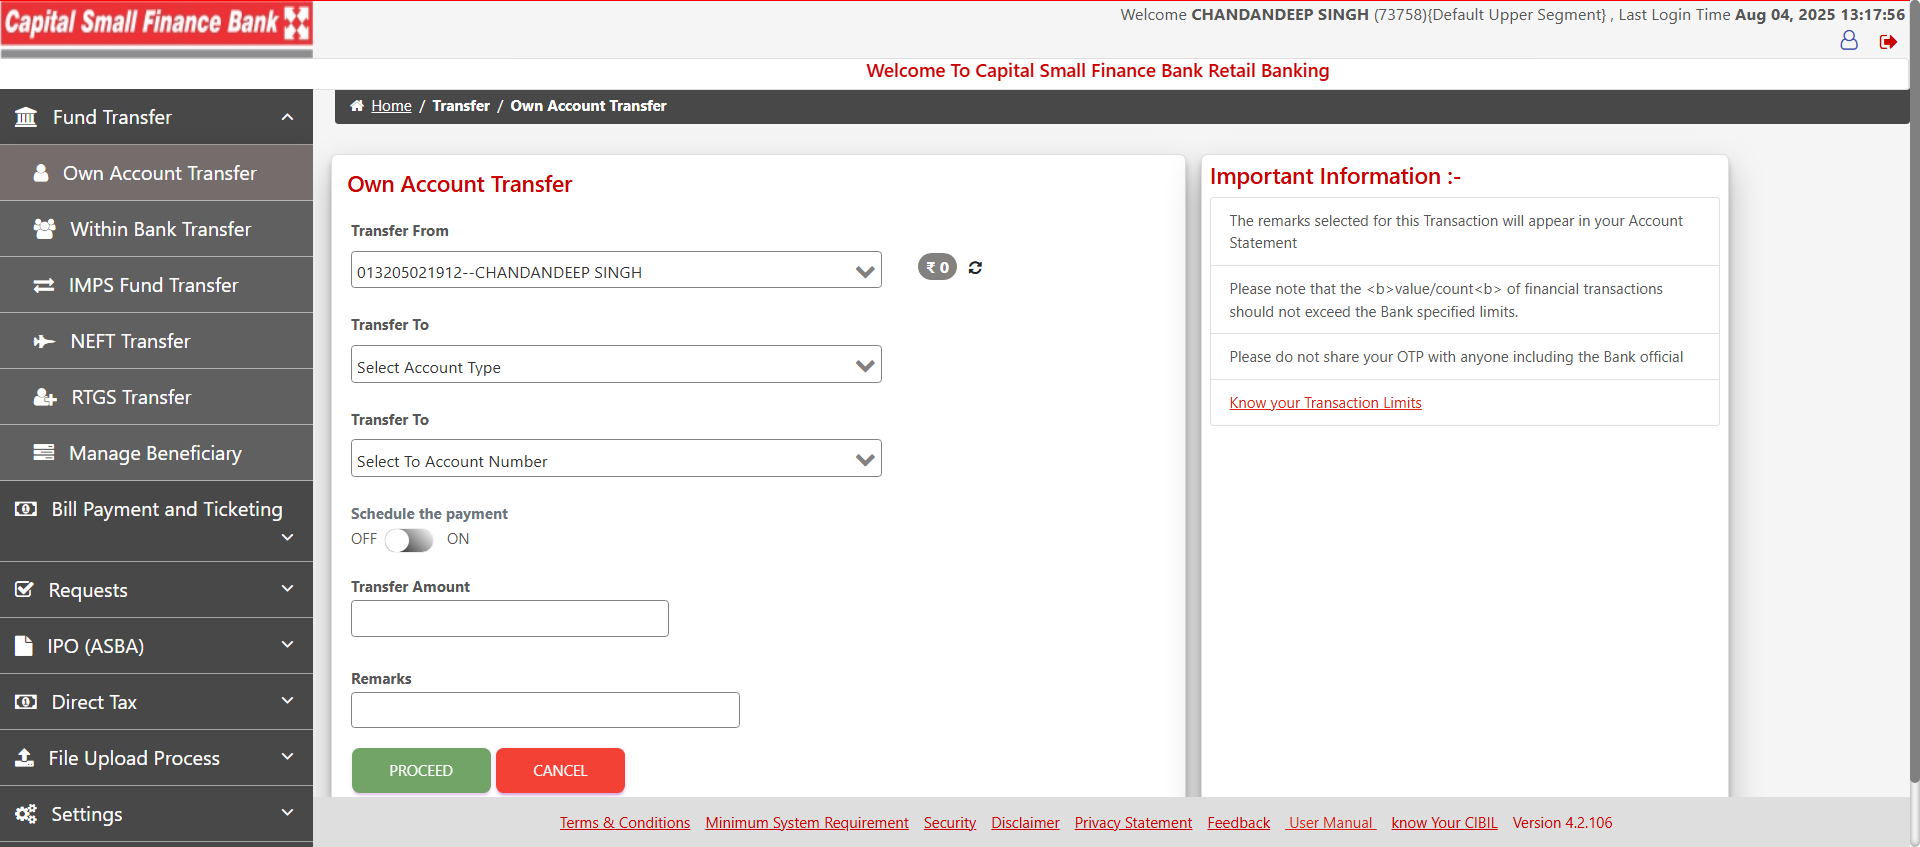 Capital Small Finance Bank
Welcome CHANDANDEEP SINGH (73758){Default Upper Segment} , Last Login Time Aug 04, 2025 13:17:56
Welcome To Capital Small Finance Bank Retail Banking
Fund Transfer
Own Account Transfer
Within Bank Transfer
IMPS Fund Transfer
NEFT Transfer
RTGS Transfer
Manage Beneficiary
Bill Payment and Ticketing
Requests
IPO (ASBA)
Direct Tax
File Upload Process
Settings
Home / Transfer / Own Account Transfer
Own Account Transfer
Transfer From
013205021912--CHANDANDEEP SINGH
₹ 0
Transfer To
Select Account Type
Transfer To
Select To Account Number
Schedule the payment
OFF ON
Transfer Amount
Remarks
PROCEED CANCEL
Important Information :-
The remarks selected for this Transaction will appear in your Account
Statement
Please note that the <b>value/count<b> of financial transactions
should not exceed the Bank specified limits.
Please do not share your OTP with anyone including the Bank official
Know your Transaction Limits
Terms & Conditions Minimum System Requirement Security Disclaimer Privacy Statement Feedback User Manual know Your CIBIL Version 4.2.106